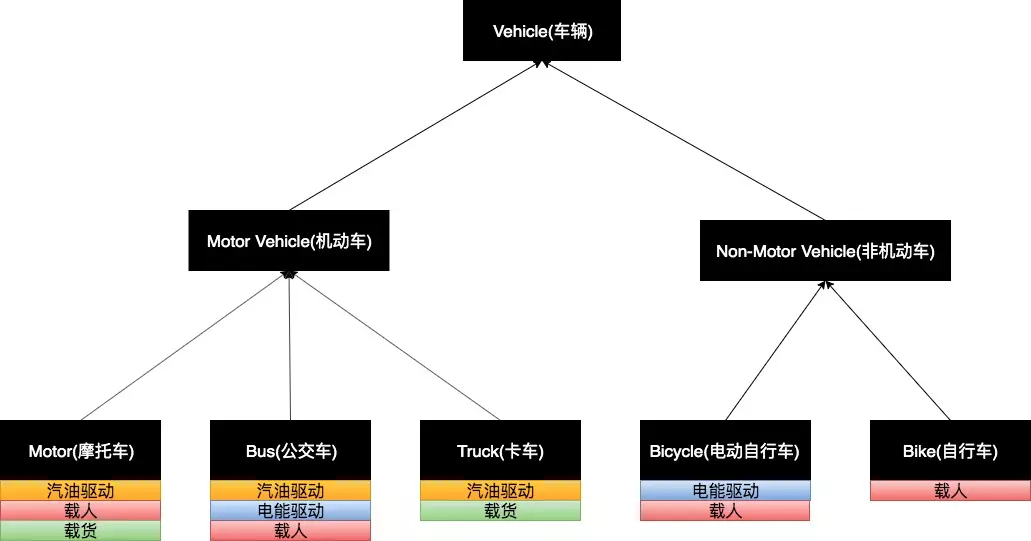 Vehicle(车辆)
Motor Vehicle(机动车)
Non-Motor Vehicle(非机动车)
Motor(摩托车)
汽油驱动
载人
载货
Bus(公交车)
汽油驱动
电能驱动
载人
Truck(卡车)
汽油驱动
载货
Bicycle(电动自行车)
电能驱动
载人
Bike(自行车)
载人